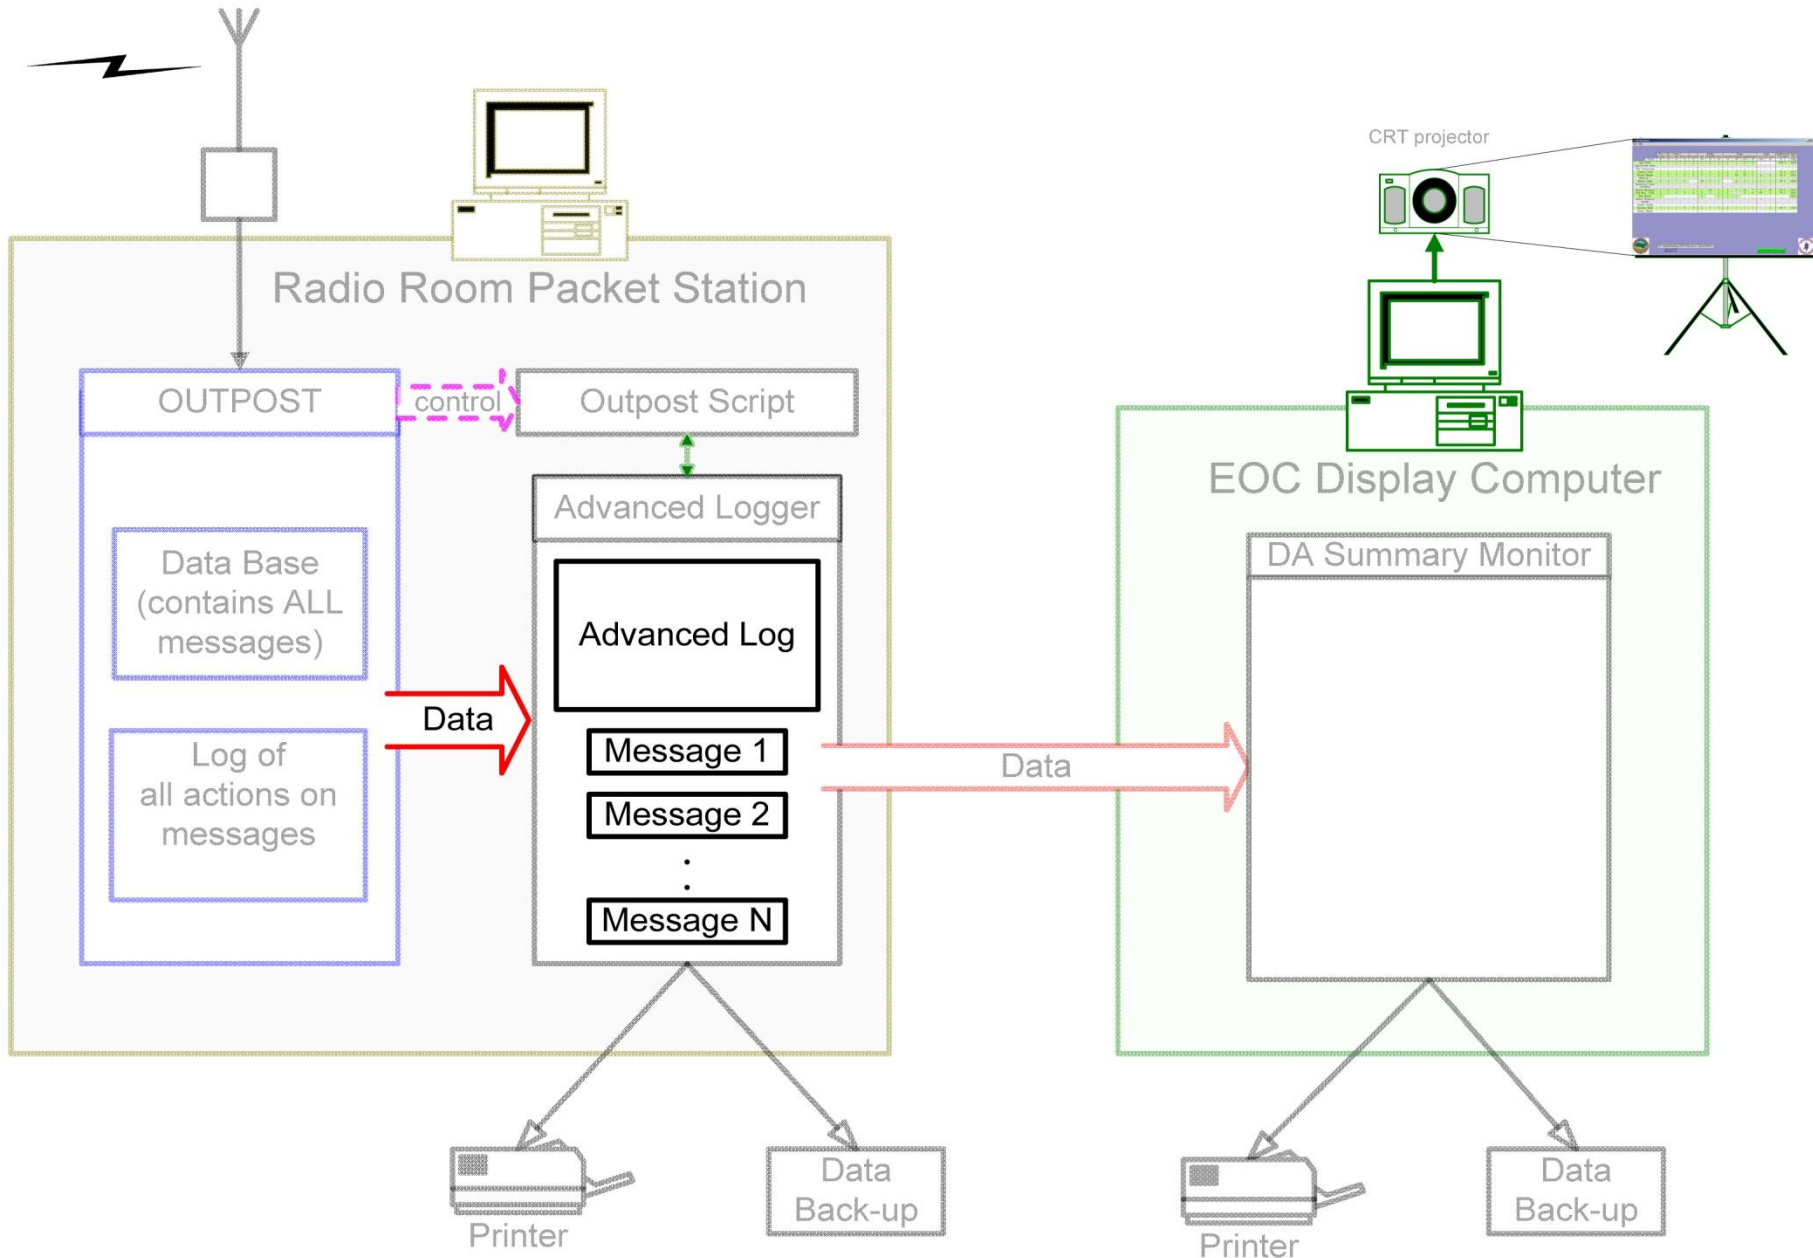 CRT projector
Radio Room Packet Station
OUTPOST
control
Outpost Script
EOC Display Computer
Advanced Logger
DA Summary Monitor
Data Base
(contains ALL
messages)
Advanced Log
Data
Log of
all actions on
messages
Message 1
Data
Message 2
Message N
Printer
Data
Back-up
Printer
Data
Back-up